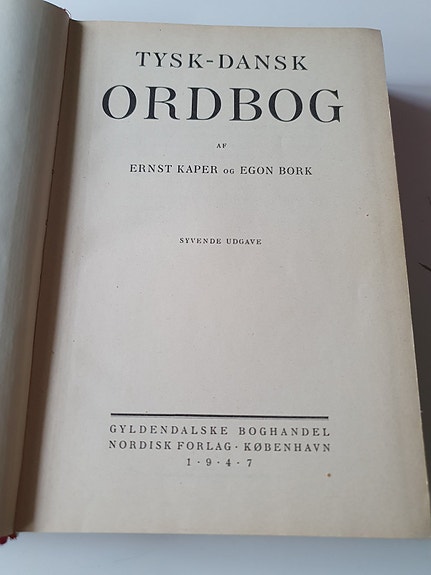 TYSK-DANSK
ORDBOG
AF
ERNST KAPER OG EGON BORK
SYVENDE UDGAVE
GYLDENDALSKE BOGHANDEL
NORDISK FORLAG · KØBENHAVN
1 · 9 · 4 · 7